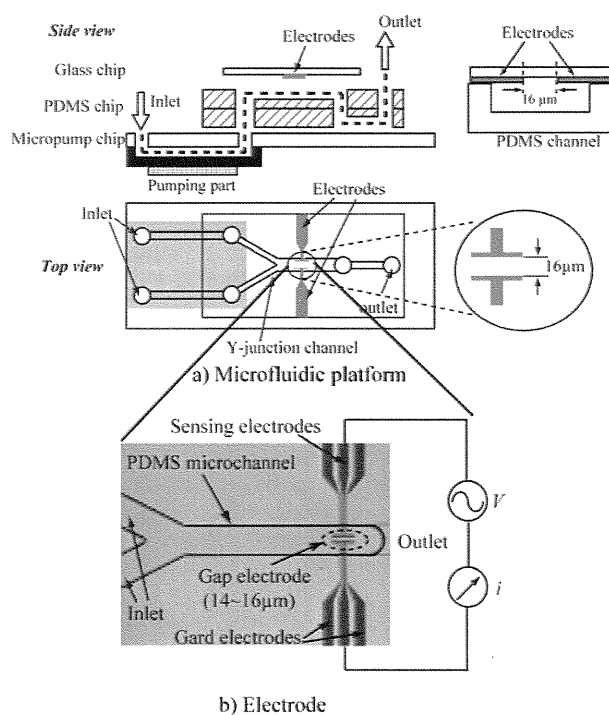 Side view
Outlet
Electrodes
Electrodes
Glass chip
PDMS chip
Inlet
16 μm
Micropump chip
PDMS channel
Pumping part
Electrodes
Inlet
Top view
16μm
outlet
Y-junction channel
a) Microfluidic platform
Sensing electrodes
PDMS microchannel
V
Outlet
Gap electrode
(14~16μm)
i
Inlet
Gard electrodes
b) Electrode